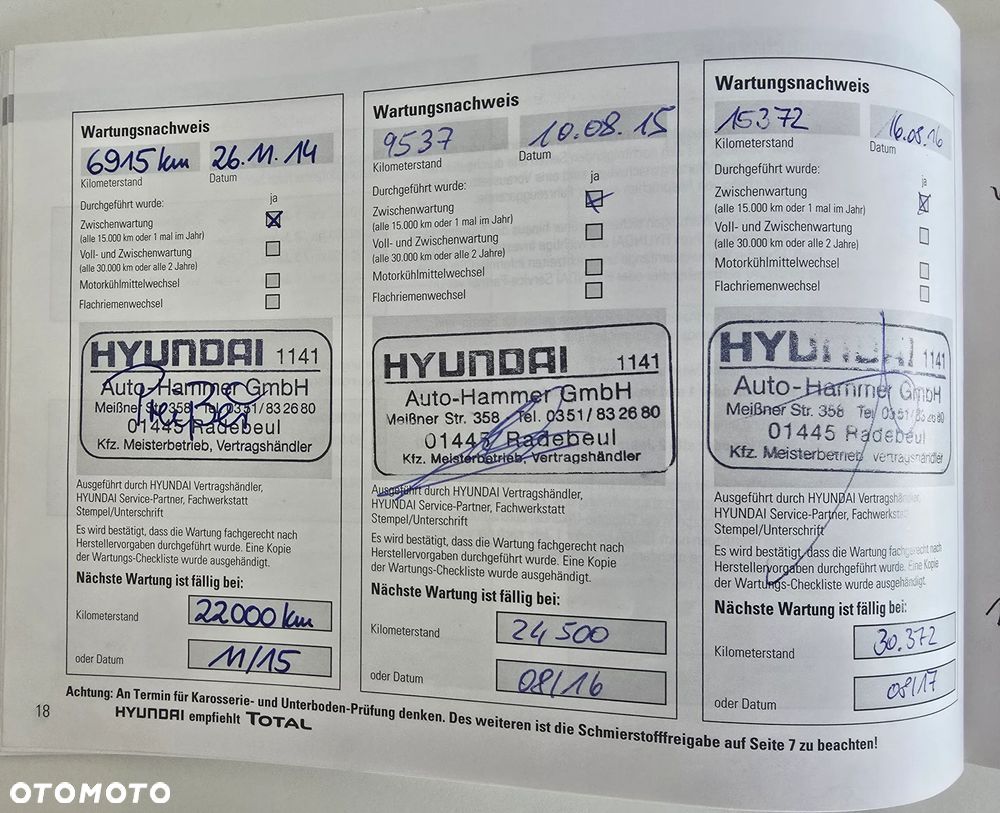 Wartungsnachweis
6915 km 26.11.14
Kilometerstand Datum
Durchgeführt wurde: ja
Zwischenwartung
(alle 15.000 km oder 1 mal im Jahr)
Voll- und Zwischenwartung
(alle 30.000 km oder alle 2 Jahre)
Motorkühlmittelwechsel
Flachriemenwechsel
HYUNDAI 1141
Auto-Hammer GmbH
Meißner Str. 358 Tel. 0351/83 26 80
01445 Radebeul
Kfz. Meisterbetrieb, Vertragshändler
Ausgeführt durch HYUNDAI Vertragshändler,
HYUNDAI Service-Partner, Fachwerkstatt
Stempel/Unterschrift
Es wird bestätigt, dass die Wartung fachgerecht nach
Herstellervorgaben durchgeführt wurde. Eine Kopie
der Wartungs-Checkliste wurde ausgehändigt.
Nächste Wartung ist fällig bei:
Kilometerstand 22000 km
oder Datum 11/15
Wartungsnachweis
9537 10.08.15
Kilometerstand Datum
Durchgeführt wurde: ja
Zwischenwartung
(alle 15.000 km oder 1 mal im Jahr)
Voll- und Zwischenwartung
(alle 30.000 km oder alle 2 Jahre)
Motorkühlmittelwechsel
Flachriemenwechsel
HYUNDAI 1141
Auto-Hammer GmbH
Meißner Str. 358 Tel. 0351/83 26 80
01445 Radebeul
Kfz. Meisterbetrieb, Vertragshändler
Ausgeführt durch HYUNDAI Vertragshändler,
HYUNDAI Service-Partner, Fachwerkstatt
Stempel/Unterschrift
Es wird bestätigt, dass die Wartung fachgerecht nach
Herstellervorgaben durchgeführt wurde. Eine Kopie
der Wartungs-Checkliste wurde ausgehändigt.
Nächste Wartung ist fällig bei:
Kilometerstand 24 500
oder Datum 08/16
Wartungsnachweis
15372 16.08.16
Kilometerstand Datum
Durchgeführt wurde: ja
Zwischenwartung
(alle 15.000 km oder 1 mal im Jahr)
Voll- und Zwischenwartung
(alle 30.000 km oder alle 2 Jahre)
Motorkühlmittelwechsel
Flachriemenwechsel
HYUNDAI 1141
Auto-Hammer GmbH
Meißner Str. 358 Tel. 0351/83 26 80
01445 Radebeul
Kfz. Meisterbetrieb, Vertragshändler
Ausgeführt durch HYUNDAI Vertragshändler,
HYUNDAI Service-Partner, Fachwerkstatt
Stempel/Unterschrift
Es wird bestätigt, dass die Wartung fachgerecht nach
Herstellervorgaben durchgeführt wurde. Eine Kopie
der Wartungs-Checkliste wurde ausgehändigt.
Nächste Wartung ist fällig bei:
Kilometerstand 30.372
oder Datum 08/17
Achtung: An Termin für Karosserie- und Unterboden-Prüfung denken. Des weiteren ist die Schmierstofffreigabe auf Seite 7 zu beachten!
18 HYUNDAI empfiehlt TOTAL
OTOMOTO